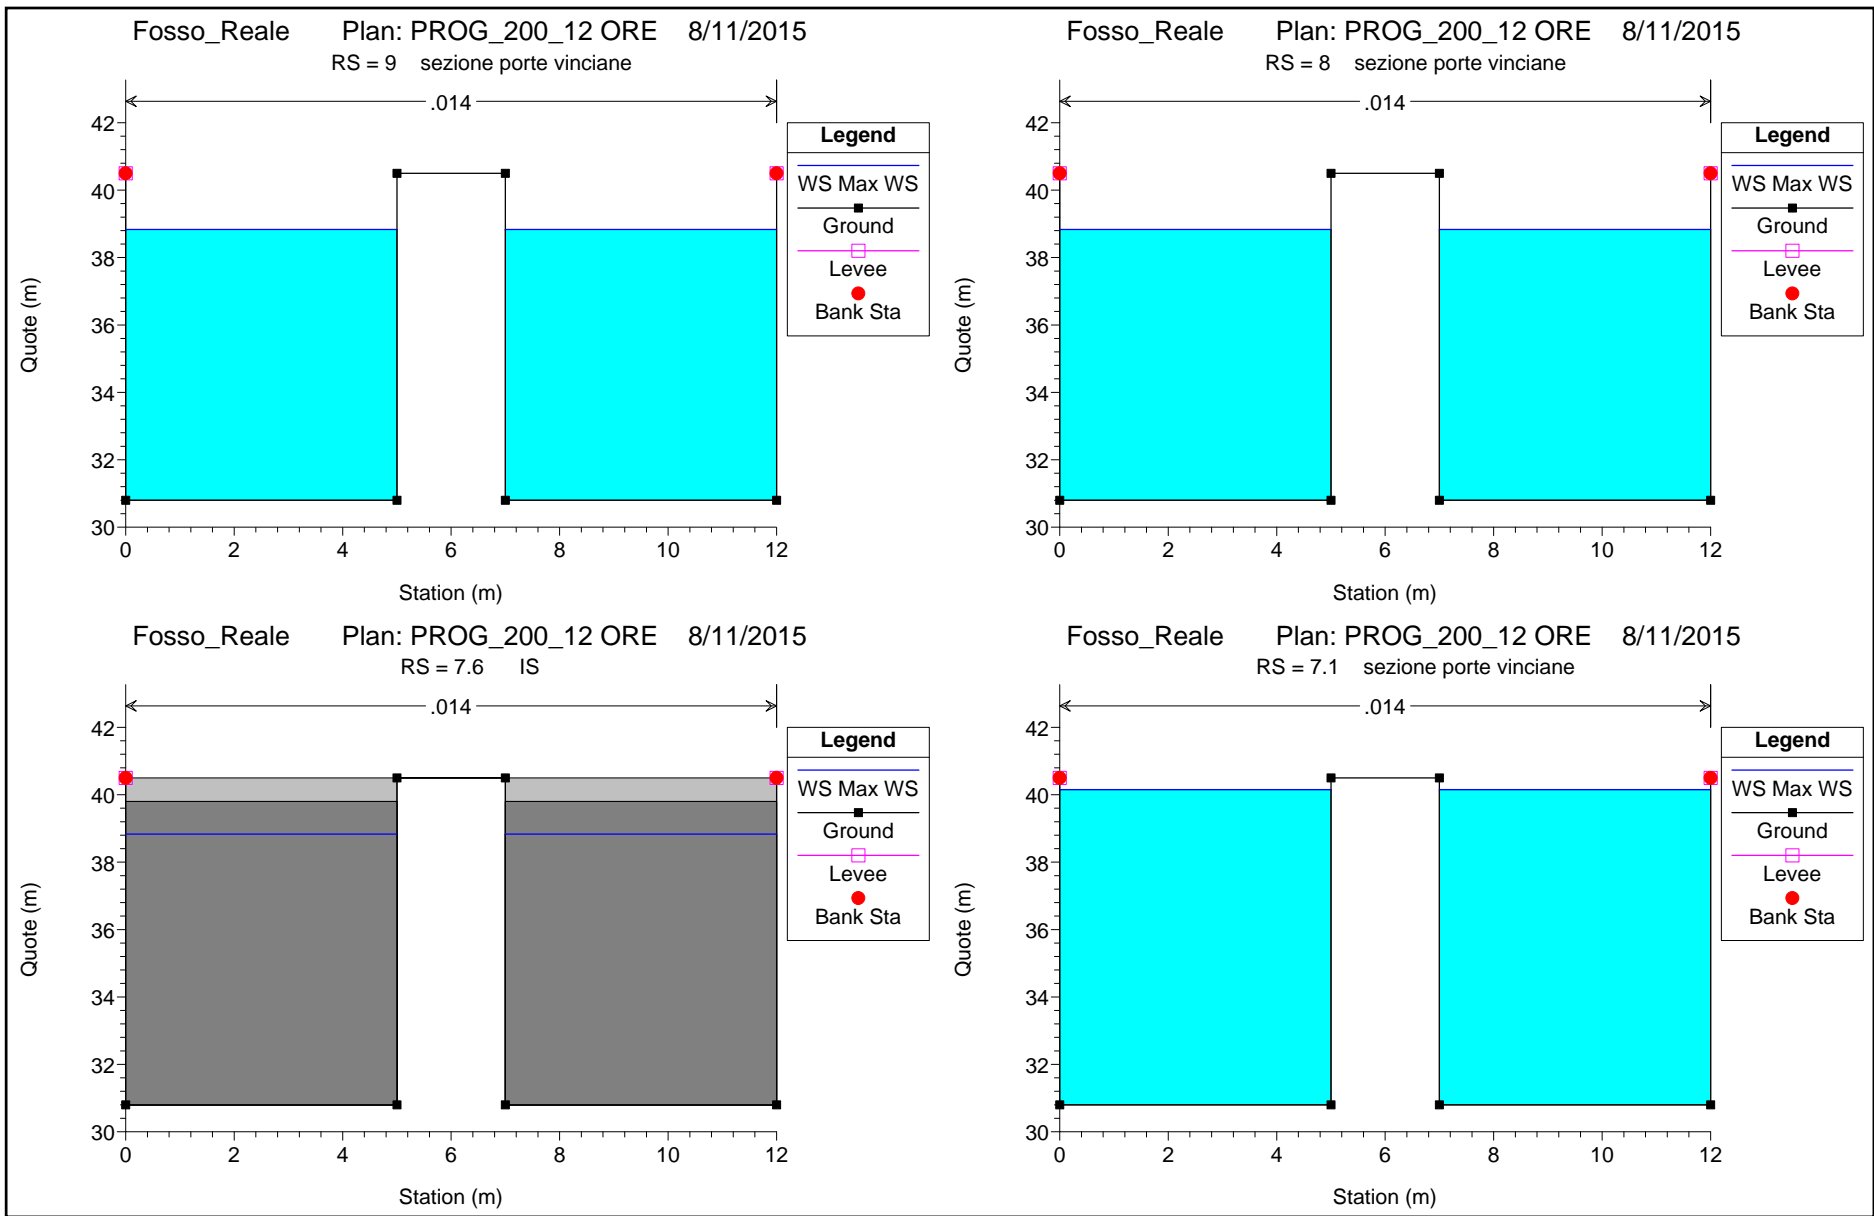 Fosso_Reale Plan: PROG_200_12 ORE 8/11/2015
RS = 9 sezione porte vinciane
.014
42
40
38
36
34
32
30
Quote (m)
0 2 4 6 8 10 12
Station (m)
Legend
WS Max WS
Ground
Levee
Bank Sta
Fosso_Reale Plan: PROG_200_12 ORE 8/11/2015
RS = 8 sezione porte vinciane
.014
42
40
38
36
34
32
30
Quote (m)
0 2 4 6 8 10 12
Station (m)
Legend
WS Max WS
Ground
Levee
Bank Sta
Fosso_Reale Plan: PROG_200_12 ORE 8/11/2015
RS = 7.6 IS
.014
42
40
38
36
34
32
30
Quote (m)
0 2 4 6 8 10 12
Station (m)
Legend
WS Max WS
Ground
Levee
Bank Sta
Fosso_Reale Plan: PROG_200_12 ORE 8/11/2015
RS = 7.1 sezione porte vinciane
.014
42
40
38
36
34
32
30
Quote (m)
0 2 4 6 8 10 12
Station (m)
Legend
WS Max WS
Ground
Levee
Bank Sta